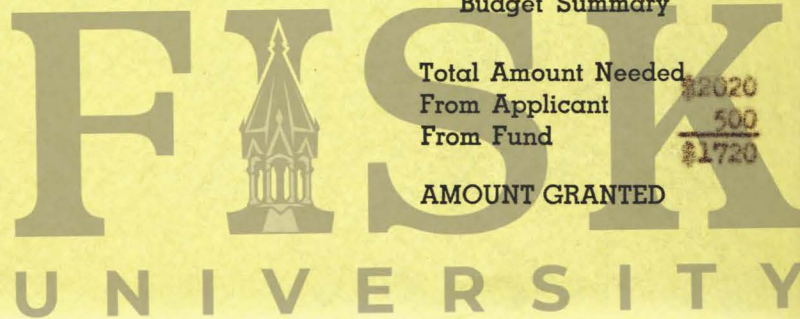 Budget Summary
Total Amount Needed $2020
From Applicant 500
From Fund $1720
AMOUNT GRANTED
FISK
UNIVERSITY